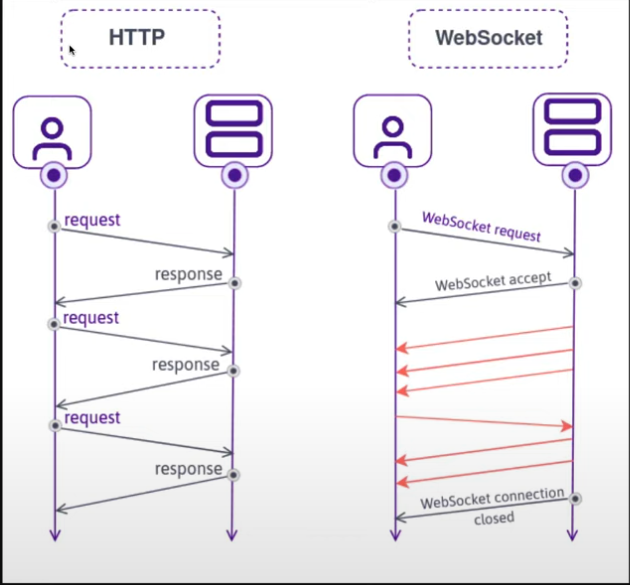 HTTP
WebSocket
request
response
request
response
request
response
WebSocket request
WebSocket accept
WebSocket connection
closed